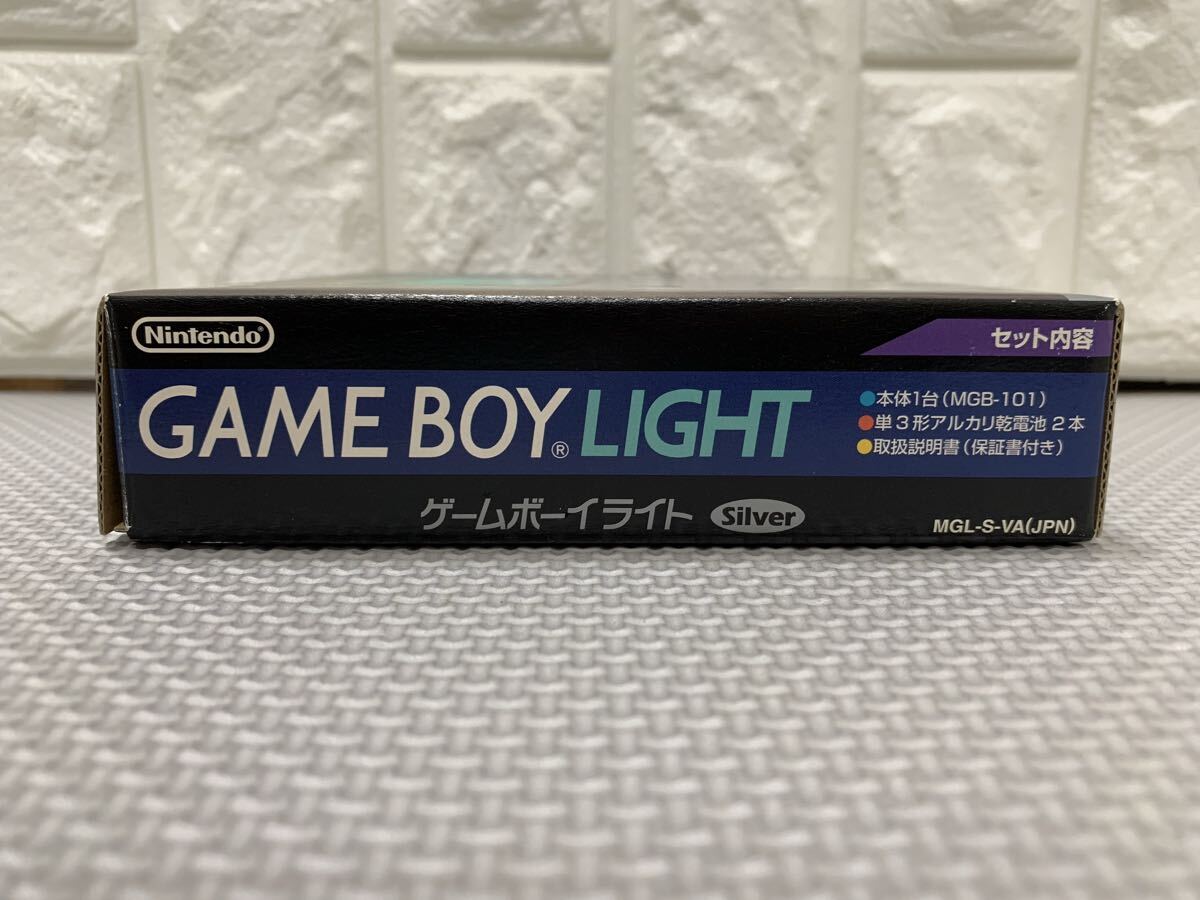 Nintendo®
セット内容
GAME BOY® LIGHT
●本体1台(MGB-101)
●単3形アルカリ乾電池 2本
●取扱説明書(保証書付き)
ゲームボーイライト Silver
MGL-S-VA(JPN)